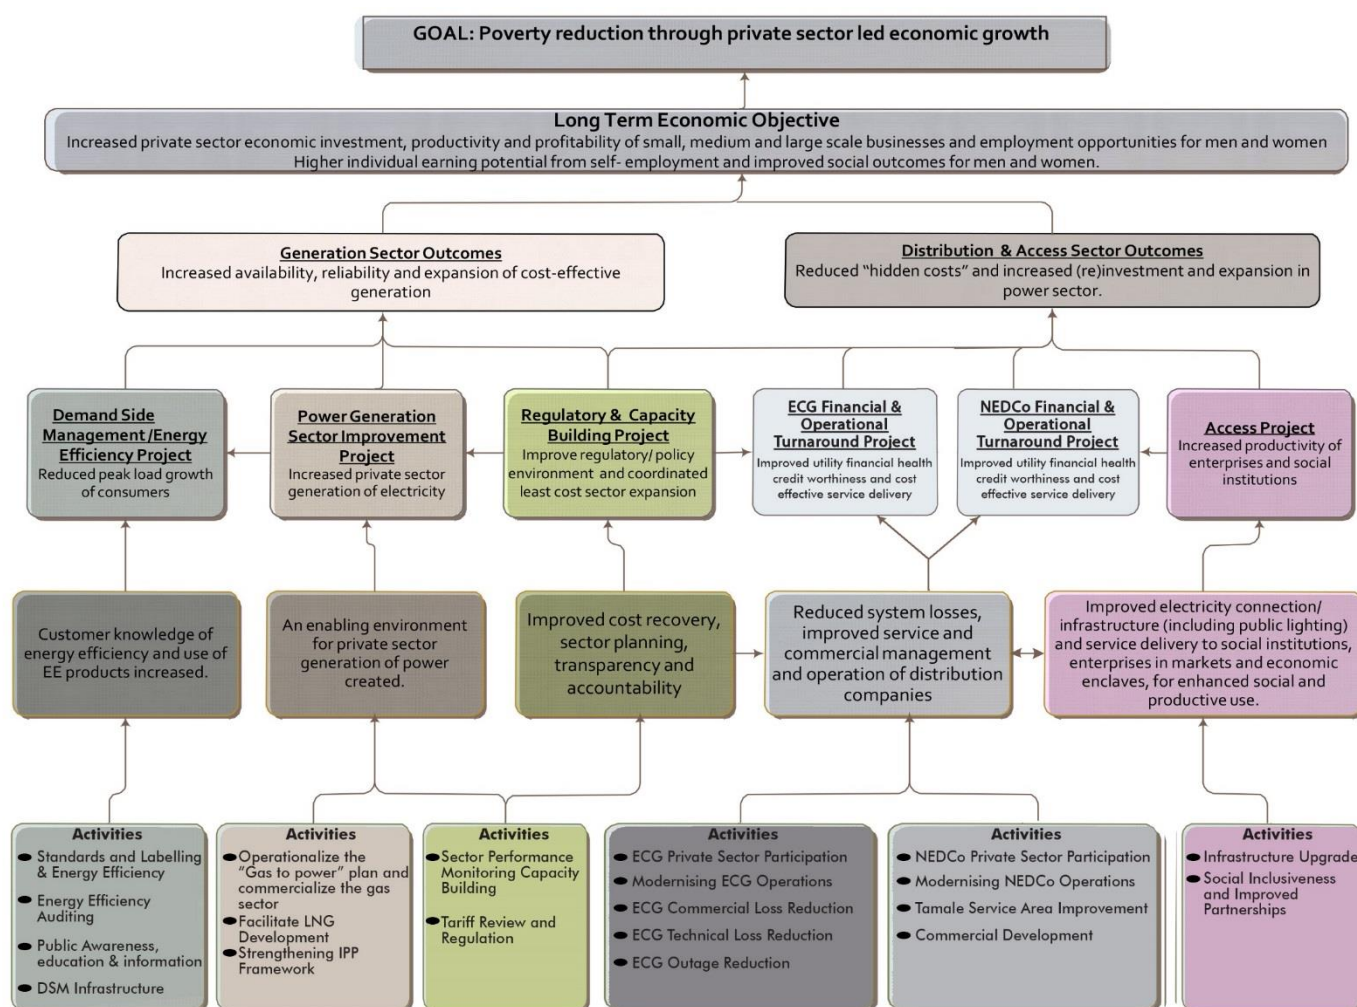 GOAL: Poverty reduction through private sector led economic growth
Long Term Economic Objective
Increased private sector economic investment, productivity and profitability of small, medium and large scale businesses and employment opportunities for men and women
Higher individual earning potential from self- employment and improved social outcomes for men and women.
Generation Sector Outcomes
Increased availability, reliability and expansion of cost-effective
generation
Distribution & Access Sector Outcomes
Reduced “hidden costs” and increased (re)investment and expansion in
power sector.
Demand Side
Management /Energy
Efficiency Project
Reduced peak load growth
of consumers
Power Generation
Sector Improvement
Project
Increased private sector
generation of electricity
Regulatory & Capacity
Building Project
Improve regulatory/ policy
environment and coordinated
least cost sector expansion
ECG Financial &
Operational
Turnaround Project
Improved utility financial health
credit worthiness and cost
effective service delivery
NEDCo Financial &
Operational
Turnaround Project
Improved utility financial health
credit worthiness and cost
effective service delivery
Access Project
Increased productivity of
enterprises and social
institutions
Customer knowledge of
energy efficiency and use of
EE products increased.
An enabling environment
for private sector
generation of power
created.
Improved cost recovery,
sector planning,
transparency and
accountability
Reduced system losses,
improved service and
commercial management
and operation of distribution
companies
Improved electricity connection/
infrastructure (including public lighting)
and service delivery to social institutions,
enterprises in markets and economic
enclaves, for enhanced social and
productive use.
Activities
Standards and Labelling
& Energy Efficiency
Energy Efficiency
Auditing
Public Awareness,
education & information
DSM Infrastructure
Activities
Operationalize the
“Gas to power” plan and
commercialize the gas
sector
Facilitate LNG
Development
Strengthening IPP
Framework
Activities
Sector Performance
Monitoring Capacity
Building
Tariff Review and
Regulation
Activities
ECG Private Sector Participation
Modernising ECG Operations
ECG Commercial Loss Reduction
ECG Technical Loss Reduction
ECG Outage Reduction
Activities
NEDCo Private Sector Participation
Modernising NEDCo Operations
Tamale Service Area Improvement
Commercial Development
Activities
Infrastructure Upgrade
Social Inclusiveness
and Improved
Partnerships